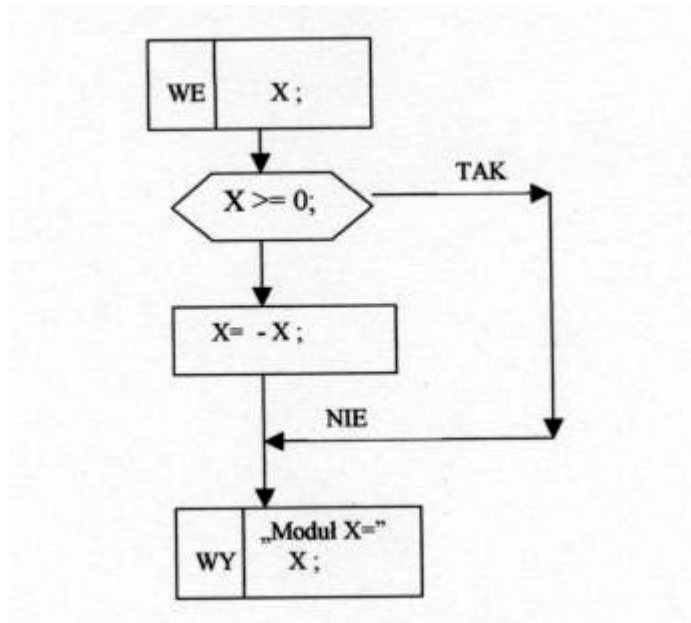 WE X ;
X >= 0;
TAK
X= - X ;
NIE
„Moduł X=”
WY X ;